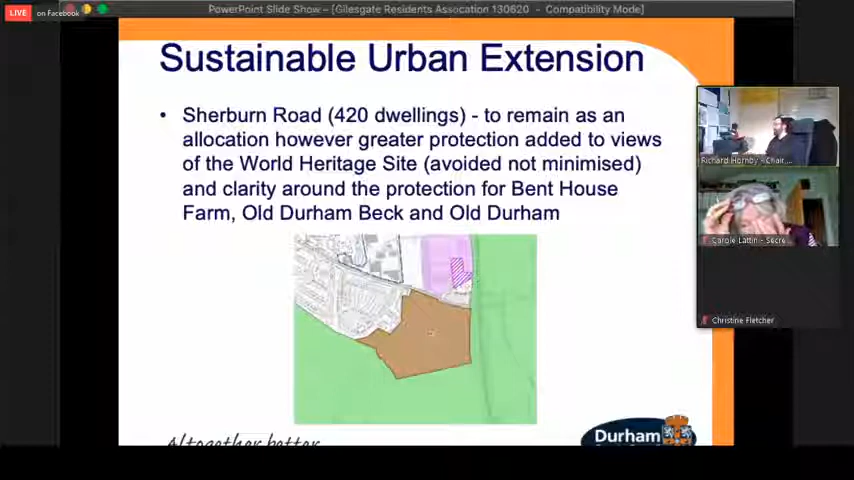 PowerPoint Slide Show - [Gilesgate Residents Assocation 130620 - Compatibility Mode]
LIVE on Facebook
Sustainable Urban Extension
• Sherburn Road (420 dwellings) - to remain as an
allocation however greater protection added to views
of the World Heritage Site (avoided not minimised)
and clarity around the protection for Bent House
Farm, Old Durham Beck and Old Durham
Richard Hornby - Chair...
Carole Lattin - Secre...
Christine Fletcher
Altogether better
Durham